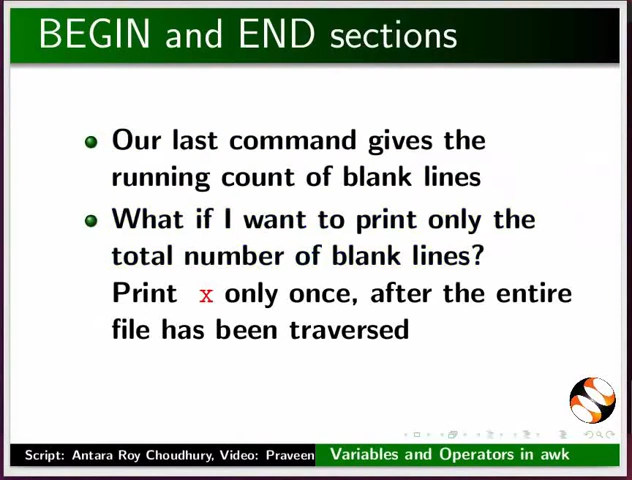 BEGIN and END sections
Our last command gives the
running count of blank lines
What if I want to print only the
total number of blank lines?
Print x only once, after the entire
file has been traversed
Script: Antara Roy Choudhury, Video: Praveen
Variables and Operators in awk